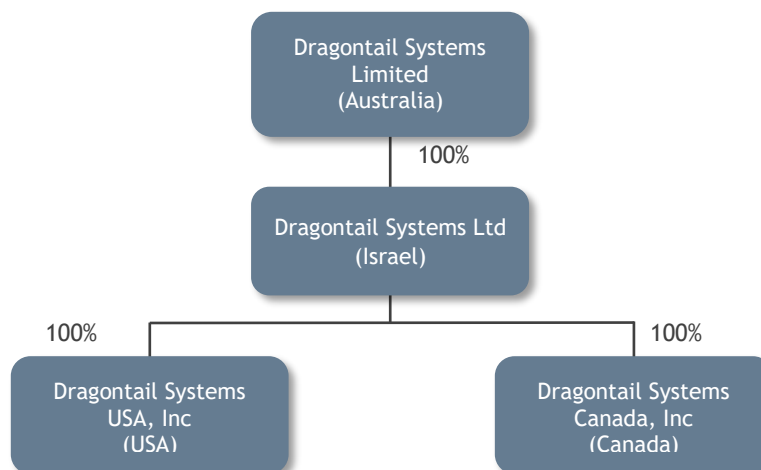 Dragontail Systems
Limited
(Australia)
100%
Dragontail Systems Ltd
(Israel)
100%
100%
Dragontail Systems
USA, Inc
(USA)
Dragontail Systems
Canada, Inc
(Canada)